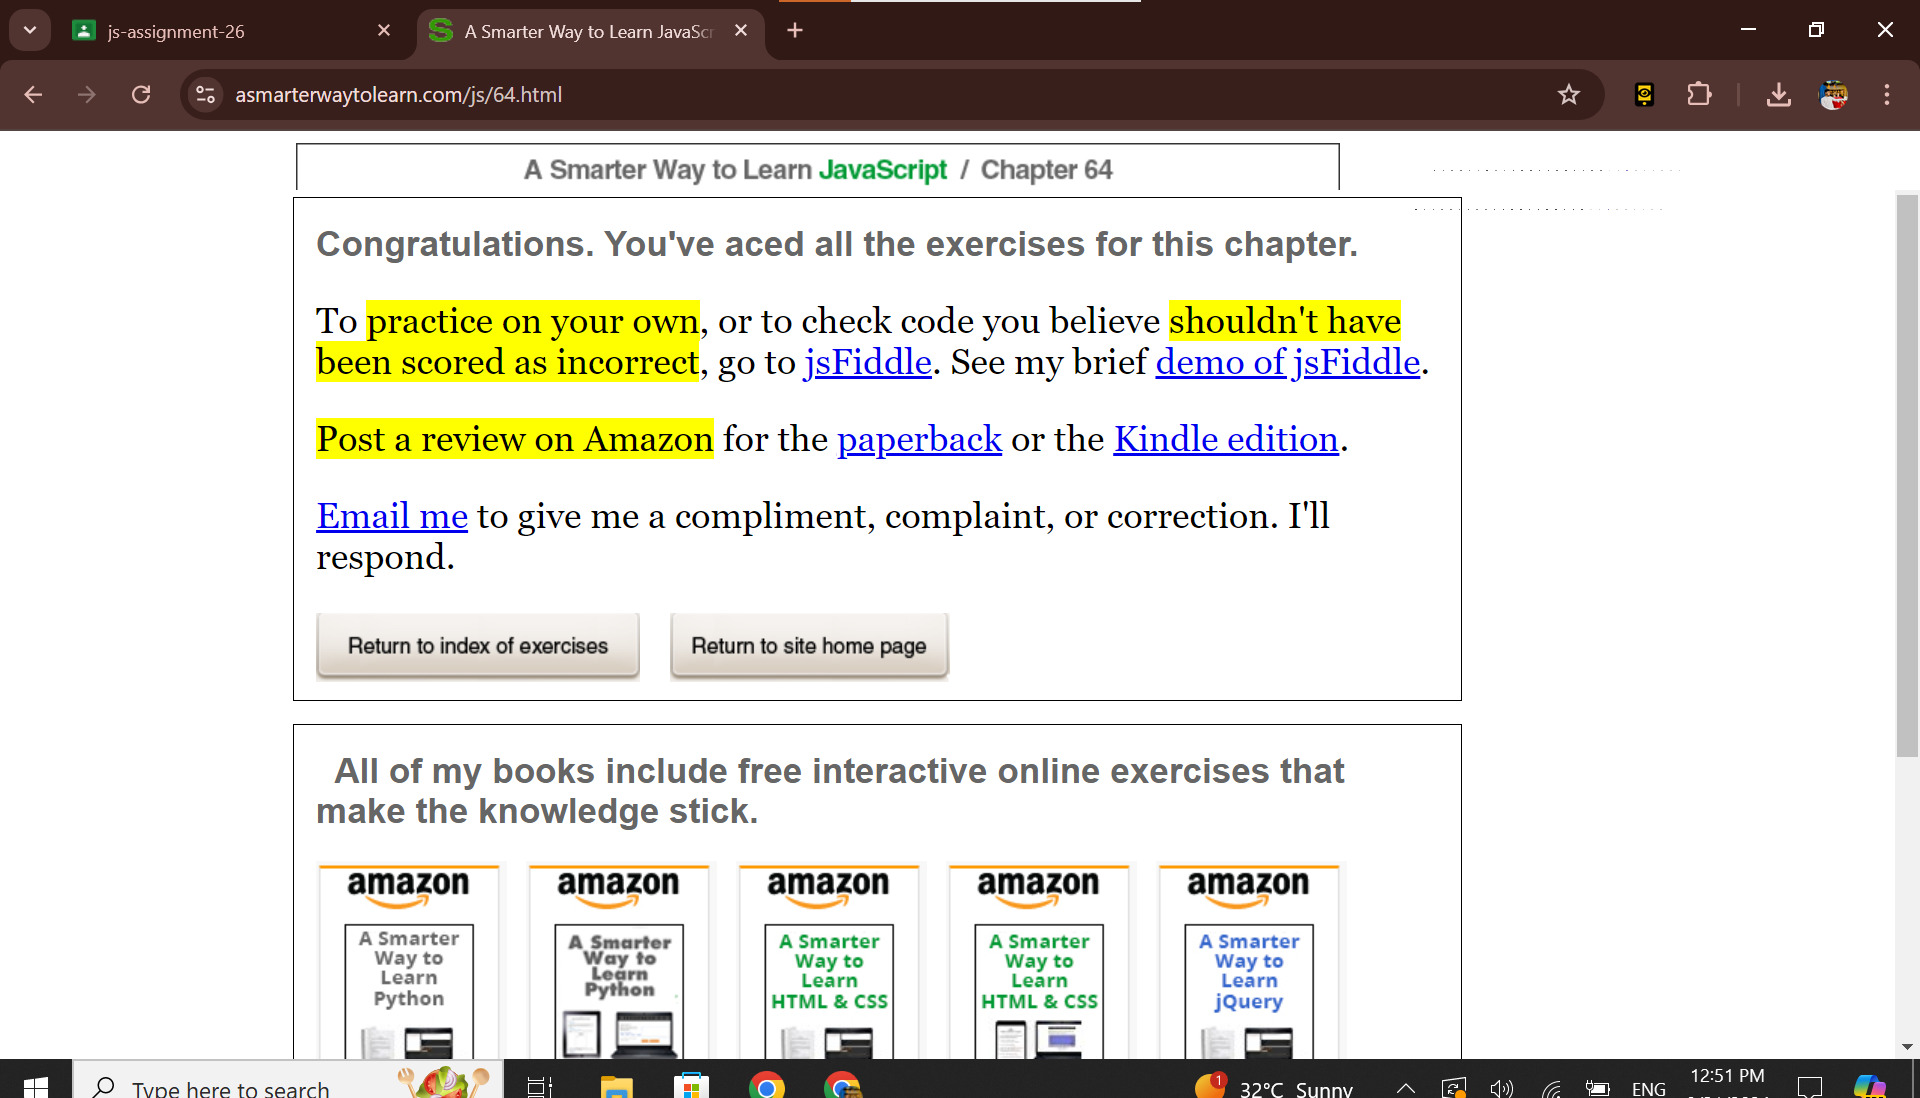 js-assignment-26
A Smarter Way to Learn JavaScr
asmarterwaytolearn.com/js/64.html
A Smarter Way to Learn JavaScript / Chapter 64
Congratulations. You've aced all the exercises for this chapter.
To practice on your own, or to check code you believe shouldn't have
been scored as incorrect, go to jsFiddle. See my brief demo of jsFiddle.
Post a review on Amazon for the paperback or the Kindle edition.
Email me to give me a compliment, complaint, or correction. I'll
respond.
Return to index of exercises
Return to site home page
All of my books include free interactive online exercises that
make the knowledge stick.
amazon
A Smarter
Way to
Learn
Python
amazon
A Smarter
Way to
Learn
Python
amazon
A Smarter
Way to
Learn
HTML & CSS
amazon
A Smarter
Way to
Learn
HTML & CSS
amazon
A Smarter
Way to
Learn
jQuery
Type here to search
1
32°C Sunny
ENG
12:51 PM